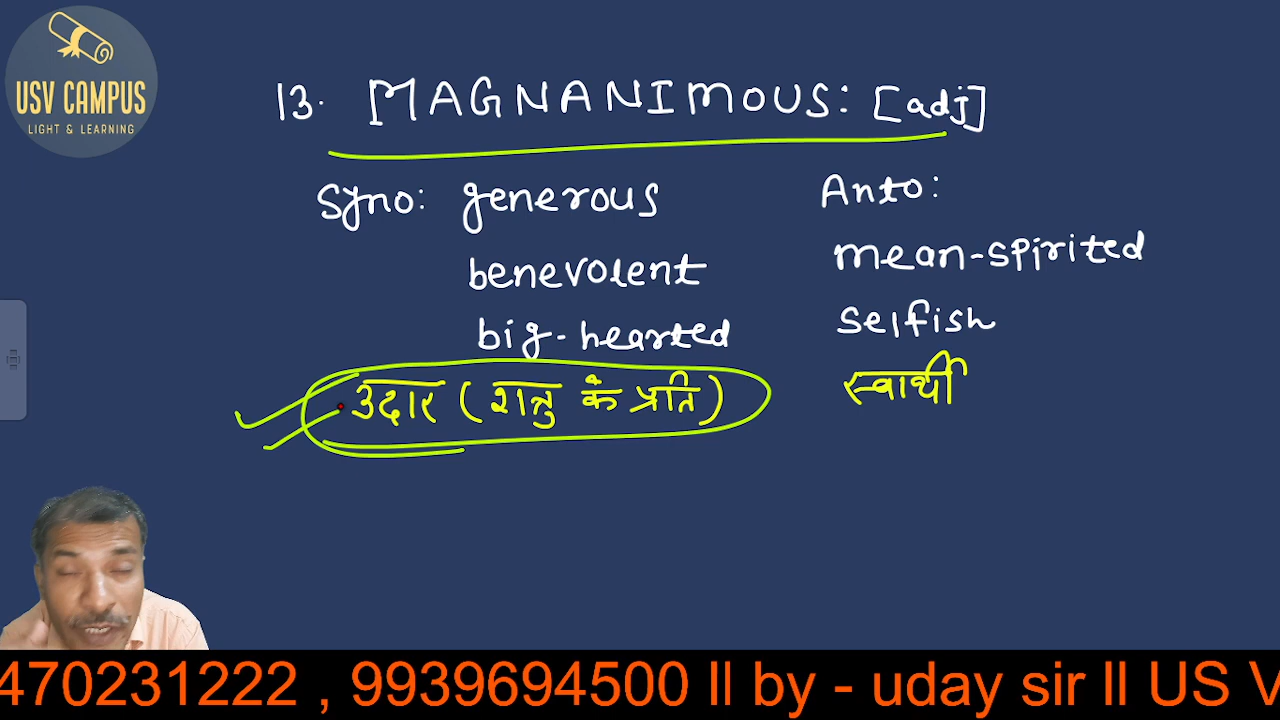 USV CAMPUS
LIGHT & LEARNING
13. MAGNANIMOUS: [adj]
Syno: generous
benevolent
big-hearted
उदार (शत्रु के प्रति)
Anto:
mean-spirited
selfish
स्वार्थी
470231222 , 9939694500 ll by - uday sir ll US V